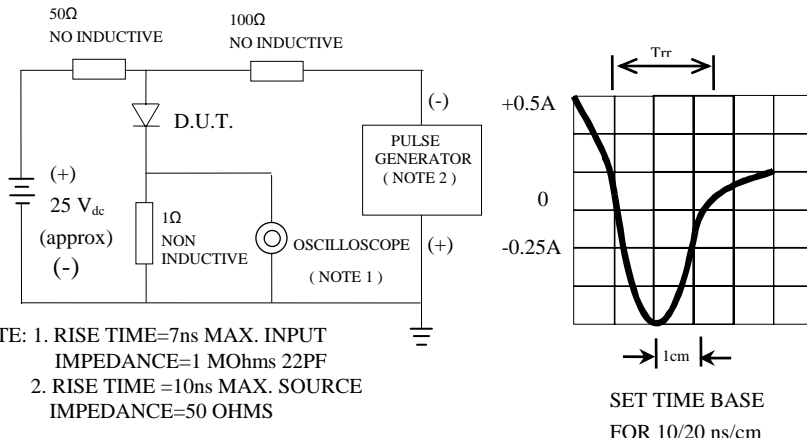 50Ω
NO INDUCTIVE
100Ω
NO INDUCTIVE
D.U.T.
(+)
25 Vdc
(approx)
(-)
1Ω
NON
INDUCTIVE
OSCILLOSCOPE
( NOTE 1 )
(-)
PULSE
GENERATOR
( NOTE 2 )
(+)
TE: 1. RISE TIME=7ns MAX. INPUT
IMPEDANCE=1 MOhms 22PF
2. RISE TIME =10ns MAX. SOURCE
IMPEDANCE=50 OHMS
Trr
+0.5A
0
-0.25A
1cm
SET TIME BASE
FOR 10/20 ns/cm